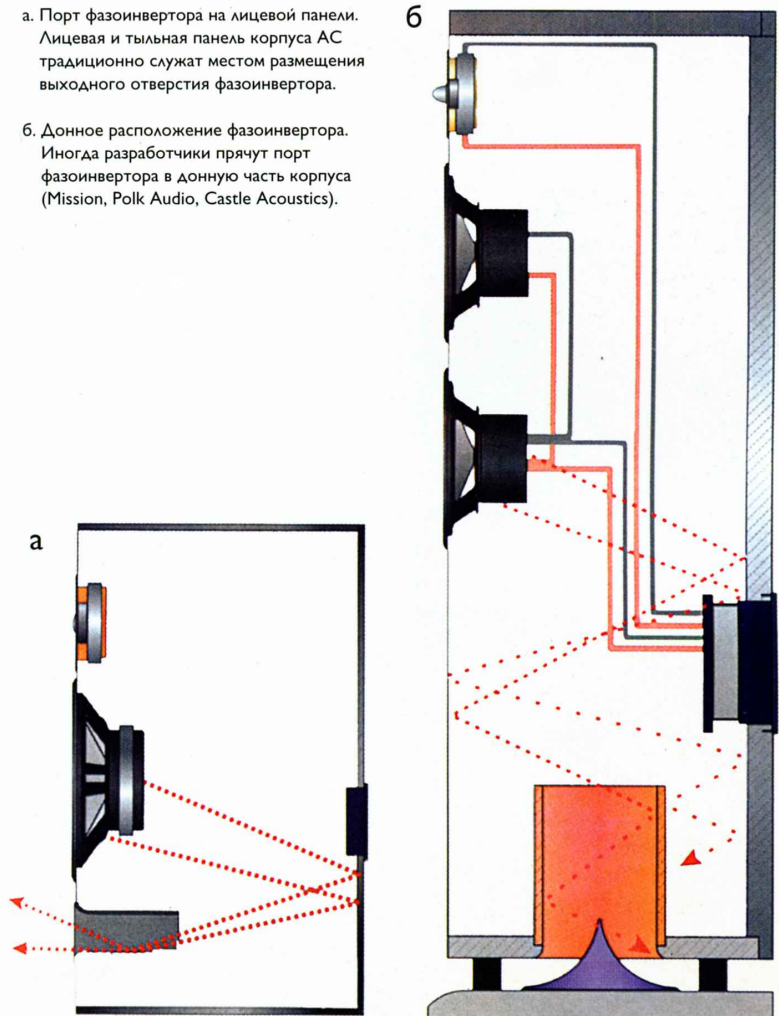 а. Порт фазоинвертора на лицевой панели.
Лицевая и тыльная панель корпуса АС
традиционно служат местом размещения
выходного отверстия фазоинвертора.
б. Донное расположение фазоинвертора.
Иногда разработчики прячут порт
фазоинвертора в донную часть корпуса
(Mission, Polk Audio, Castle Acoustics).
б
а